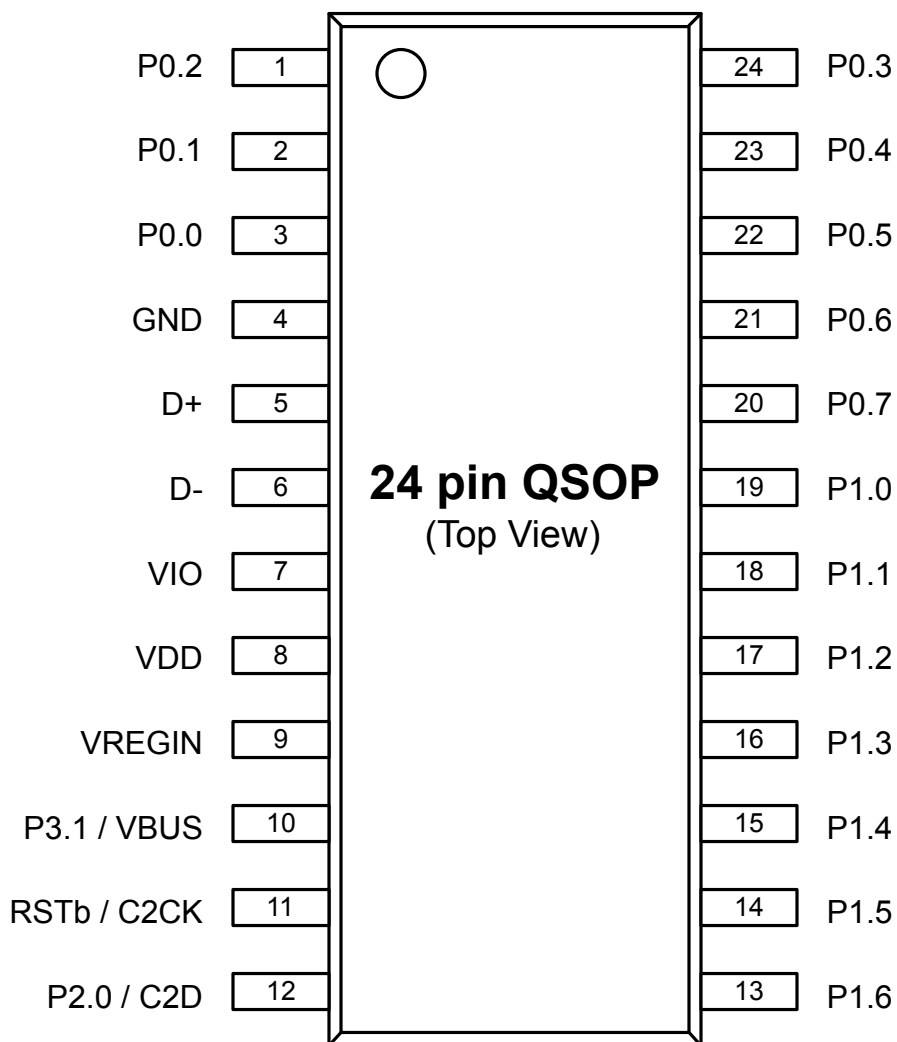 P0.2 1 24 P0.3
P0.1 2 23 P0.4
P0.0 3 22 P0.5
GND 4 21 P0.6
D+ 5 20 P0.7
D- 6 19 P1.0
24 pin QSOP
(Top View)
VIO 7 18 P1.1
VDD 8 17 P1.2
VREGIN 9 16 P1.3
P3.1 / VBUS 10 15 P1.4
RSTb / C2CK 11 14 P1.5
P2.0 / C2D 12 13 P1.6